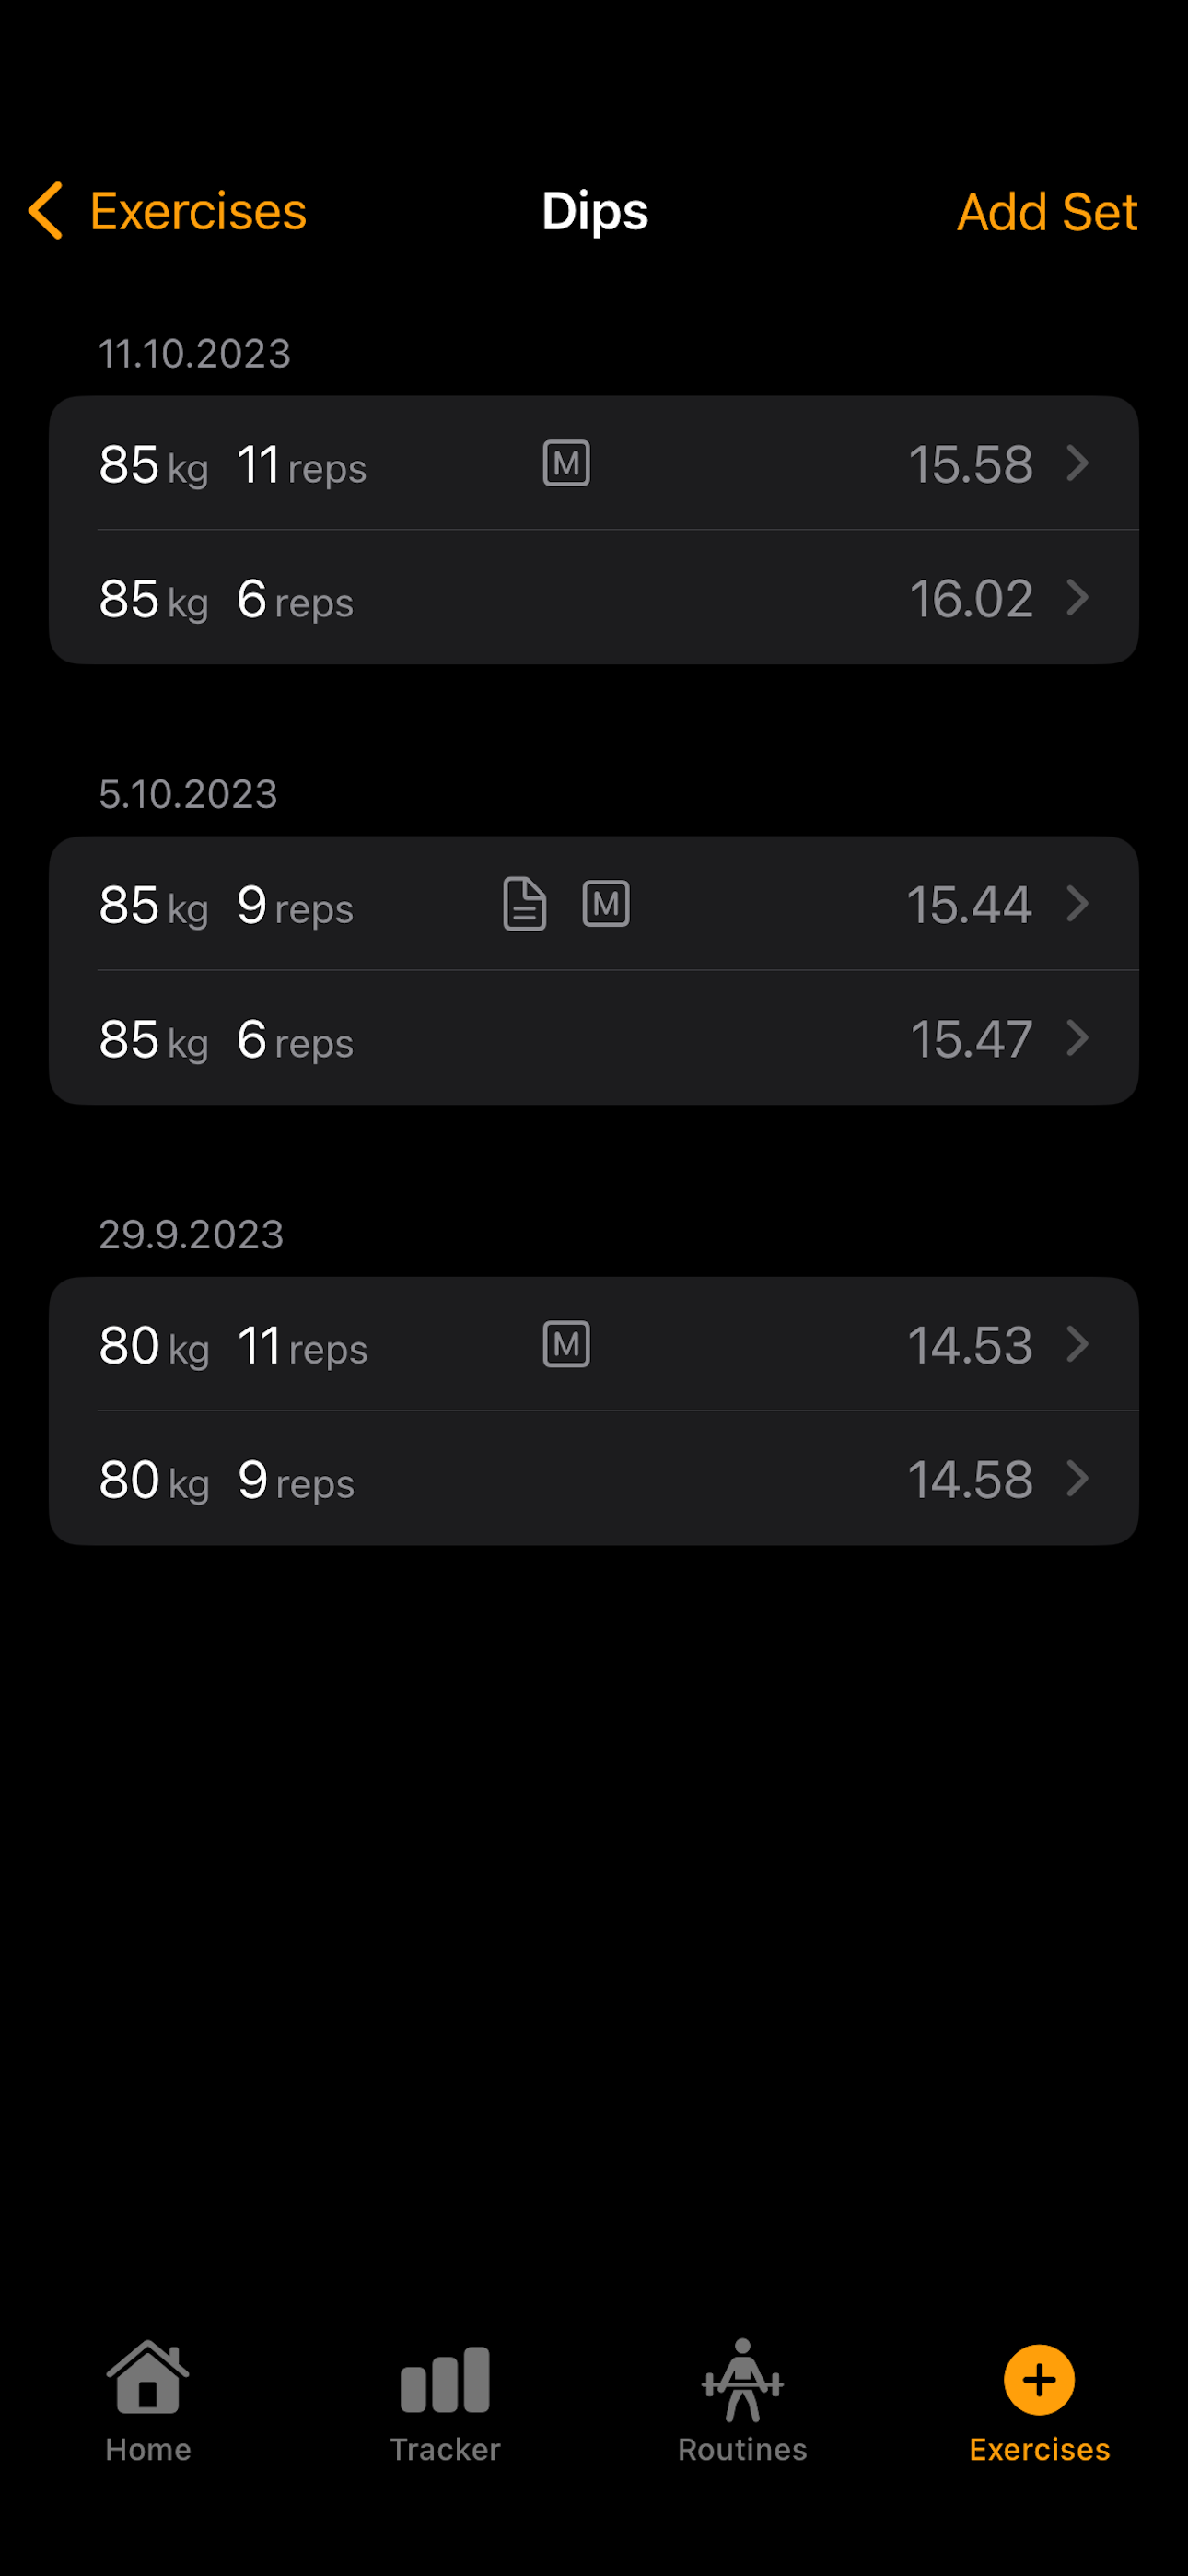 Exercises Dips Add Set
11.10.2023
85 kg 11 reps M 15.58
85 kg 6 reps 16.02
5.10.2023
85 kg 9 reps M 15.44
85 kg 6 reps 15.47
29.9.2023
80 kg 11 reps M 14.53
80 kg 9 reps 14.58
Home Tracker Routines Exercises